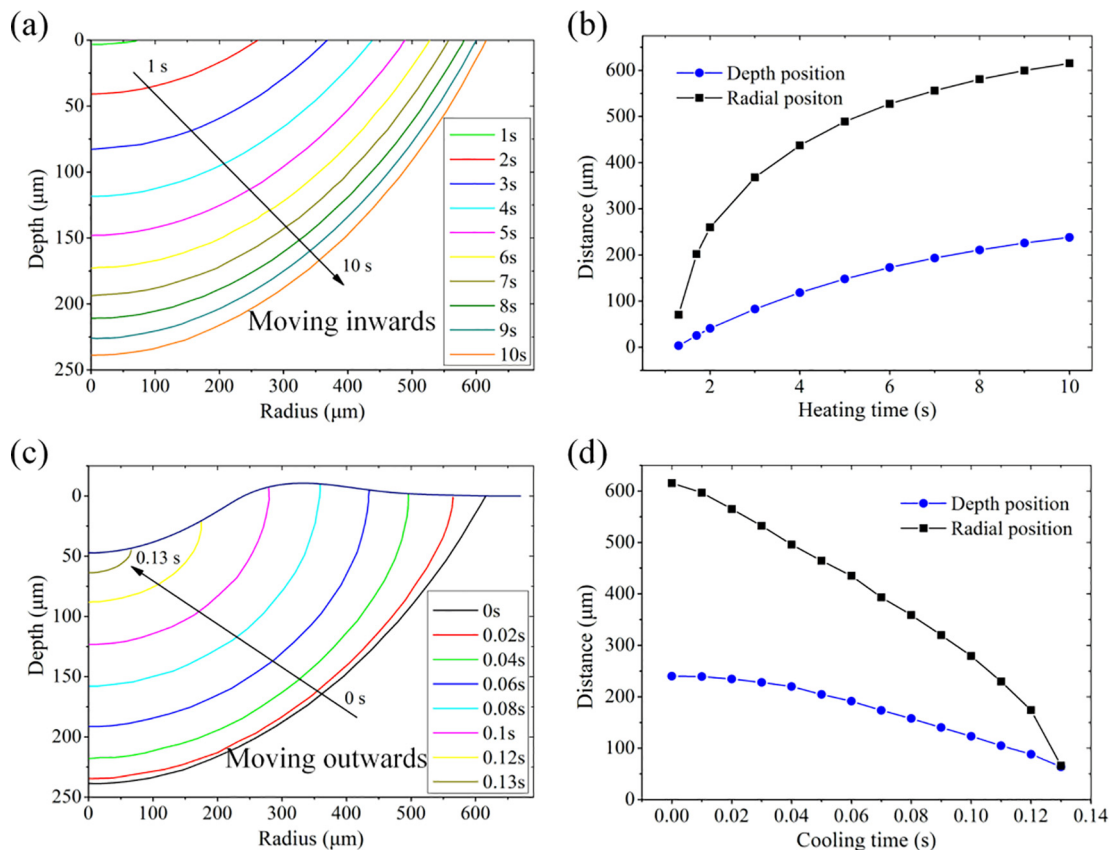 (a)
0
50
100
150
200
250
Depth (μm)
0 100 200 300 400 500 600
Radius (μm)
1 s
10 s
Moving inwards
1s
2s
3s
4s
5s
6s
7s
8s
9s
10s
(b)
600
500
400
300
200
100
0
Distance (μm)
2 4 6 8 10
Heating time (s)
Depth position
Radial positon
(c)
0
50
100
150
200
250
Depth (μm)
0 100 200 300 400 500 600
Radius (μm)
0.13 s
0 s
Moving outwards
0s
0.02s
0.04s
0.06s
0.08s
0.1s
0.12s
0.13s
(d)
600
500
400
300
200
100
0
Distance (μm)
0.00 0.02 0.04 0.06 0.08 0.10 0.12 0.14
Cooling time (s)
Depth position
Radial position